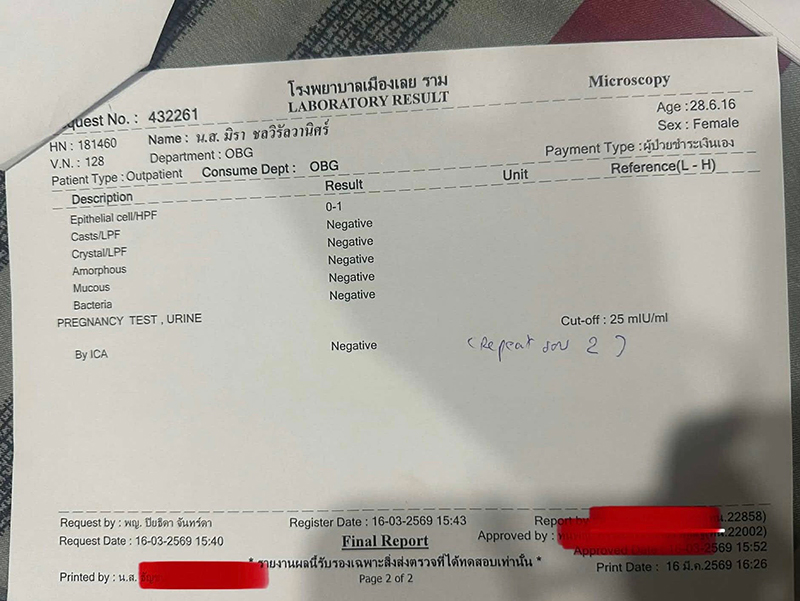 โรงพยาบาลเมืองเลย ราม
LABORATORY RESULT
Microscopy
quest No. : 432261
Age :28.6.16
HN : 181460 Name : น.ส. มิรา ชลวิรัลวานิศร์
Sex : Female
V.N. : 128 Department : OBG
Payment Type :ผู้ป่วยชำระเงินเอง
Patient Type : Outpatient Consume Dept : OBG
Description Result Unit Reference(L - H)
Epithelial cell/HPF 0-1
Casts/LPF Negative
Crystal/LPF Negative
Amorphous Negative
Mucous Negative
Bacteria Negative
PREGNANCY TEST , URINE Cut-off : 25 mIU/ml
By ICA Negative (Repeat รอบ 2 )
Request by : พญ. ปิยธิดา จันทร์ดา Register Date : 16-03-2569 15:43 Report by .22858)
Request Date : 16-03-2569 15:40 Final Report Approved by : .22002)
Approved Date 16-03-2569 15:52
* รายงานผลนี้รับรองเฉพาะสิ่งส่งตรวจที่ได้ทดสอบเท่านั้น *
Printed by : น.ส. Page 2 of 2 Print Date : 16 มี.ค.2569 16:26